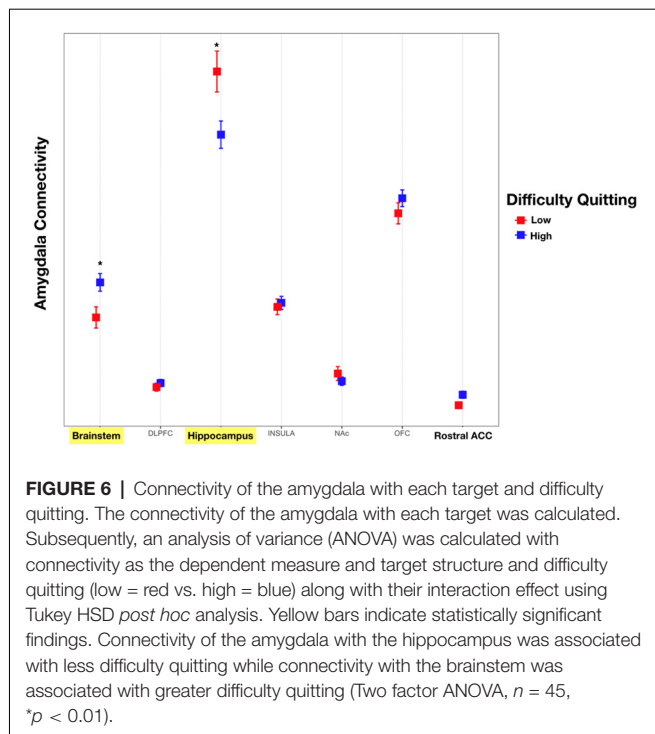 *
*
Amygdala Connectivity
Difficulty Quitting
Low
High
Brainstem DLPFC Hippocampus INSULA NAc OFC Rostral ACC
FIGURE 6 | Connectivity of the amygdala with each target and difficulty
quitting. The connectivity of the amygdala with each target was calculated.
Subsequently, an analysis of variance (ANOVA) was calculated with
connectivity as the dependent measure and target structure and difficulty
quitting (low = red vs. high = blue) along with their interaction effect using
Tukey HSD post hoc analysis. Yellow bars indicate statistically significant
findings. Connectivity of the amygdala with the hippocampus was associated
with less difficulty quitting while connectivity with the brainstem was
associated with greater difficulty quitting (Two factor ANOVA, n = 45,
*p < 0.01).